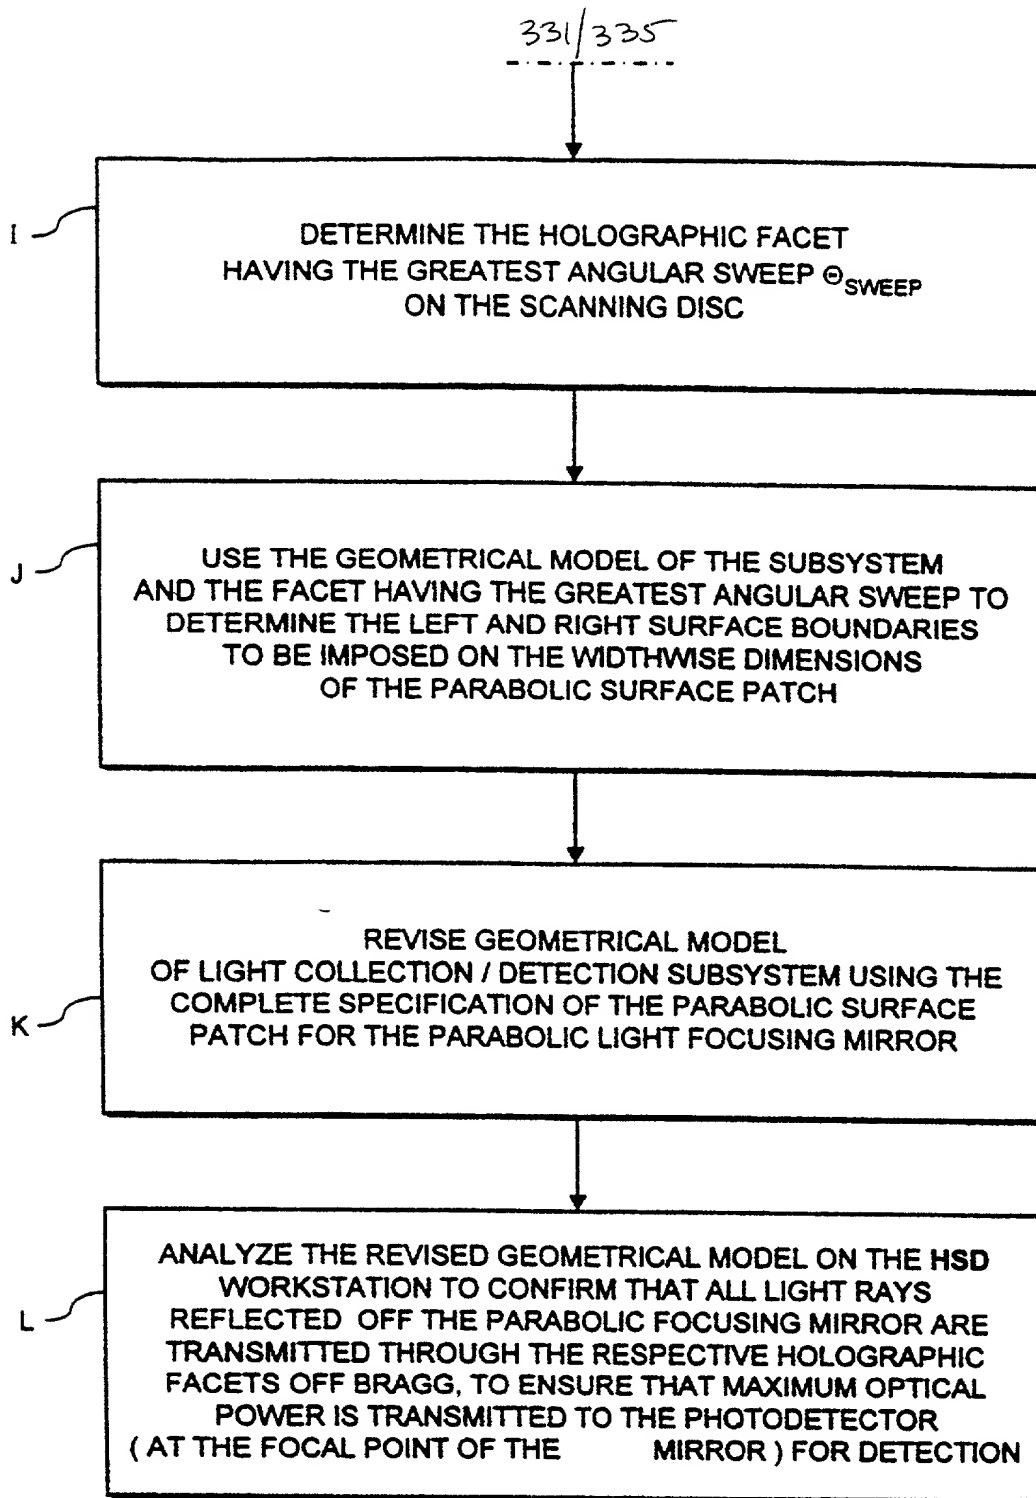 331/335
I
DETERMINE THE HOLOGRAPHIC FACET
HAVING THE GREATEST ANGULAR SWEEP ΘSWEEP
ON THE SCANNING DISC
J
USE THE GEOMETRICAL MODEL OF THE SUBSYSTEM
AND THE FACET HAVING THE GREATEST ANGULAR SWEEP TO
DETERMINE THE LEFT AND RIGHT SURFACE BOUNDARIES
TO BE IMPOSED ON THE WIDTHWISE DIMENSIONS
OF THE PARABOLIC SURFACE PATCH
K
REVISE GEOMETRICAL MODEL
OF LIGHT COLLECTION / DETECTION SUBSYSTEM USING THE
COMPLETE SPECIFICATION OF THE PARABOLIC SURFACE
PATCH FOR THE PARABOLIC LIGHT FOCUSING MIRROR
L
ANALYZE THE REVISED GEOMETRICAL MODEL ON THE HSD
WORKSTATION TO CONFIRM THAT ALL LIGHT RAYS
REFLECTED OFF THE PARABOLIC FOCUSING MIRROR ARE
TRANSMITTED THROUGH THE RESPECTIVE HOLOGRAPHIC
FACETS OFF BRAGG, TO ENSURE THAT MAXIMUM OPTICAL
POWER IS TRANSMITTED TO THE PHOTODETECTOR
( AT THE FOCAL POINT OF THE MIRROR ) FOR DETECTION